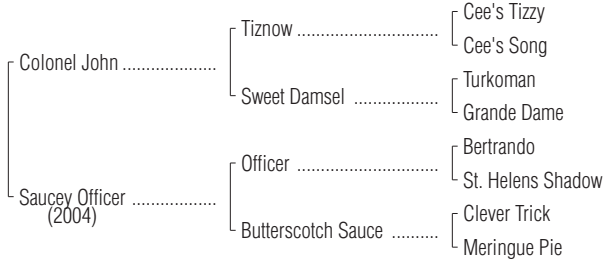 Cee's Tizzy
Tiznow ............................
Cee's Song
Colonel John ...................
Turkoman
Sweet Damsel .................
Grande Dame
Bertrando
Officer ............................
St. Helens Shadow
Saucey Officer .................
(2004)
Clever Trick
Butterscotch Sauce ..........
Meringue Pie